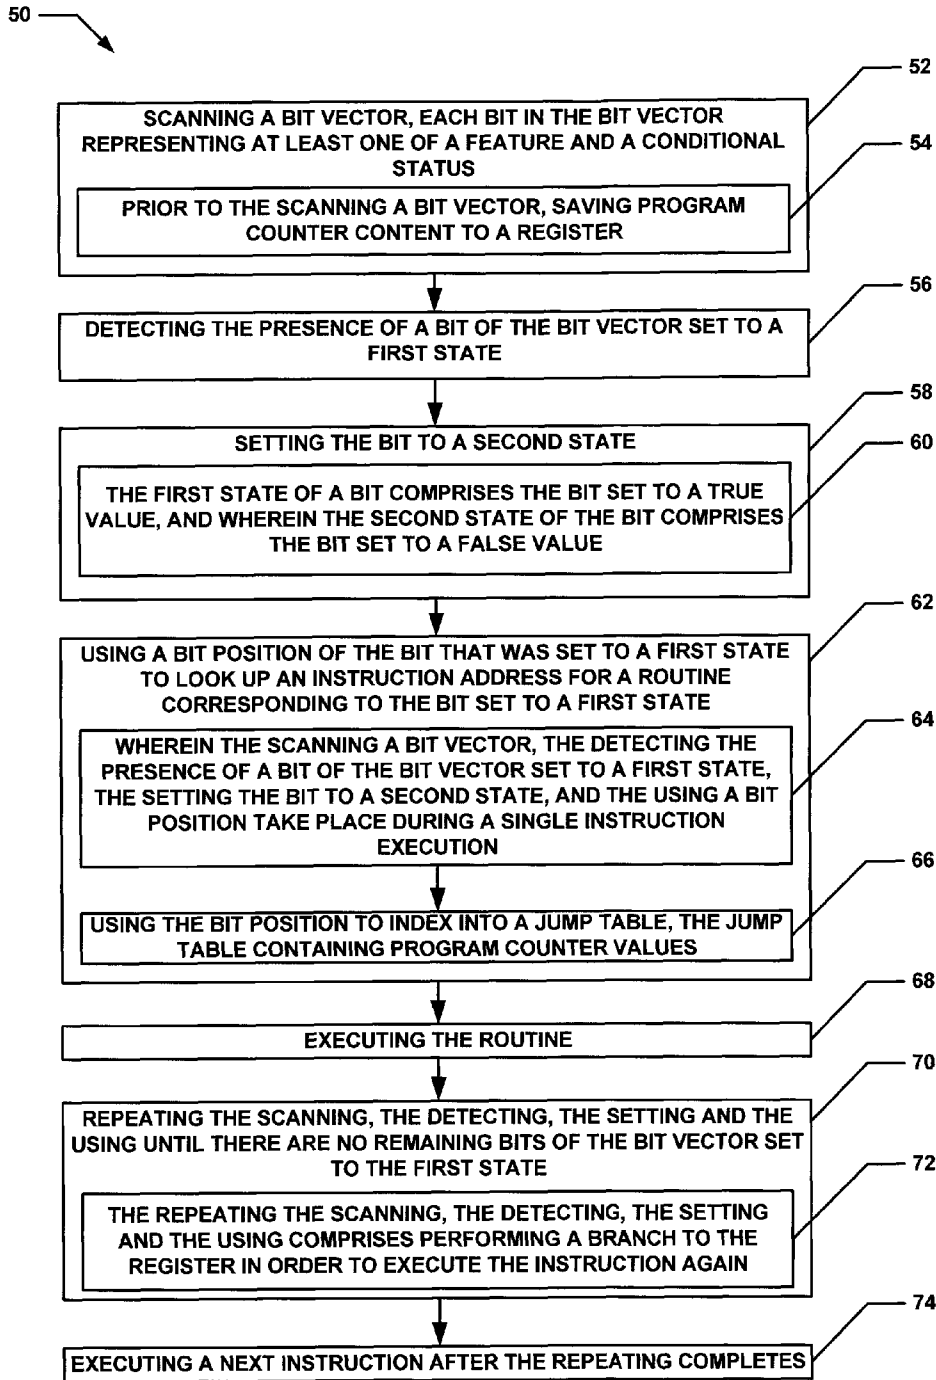 50
52
SCANNING A BIT VECTOR, EACH BIT IN THE BIT VECTOR
REPRESENTING AT LEAST ONE OF A FEATURE AND A CONDITIONAL
STATUS
54
PRIOR TO THE SCANNING A BIT VECTOR, SAVING PROGRAM
COUNTER CONTENT TO A REGISTER
56
DETECTING THE PRESENCE OF A BIT OF THE BIT VECTOR SET TO A
FIRST STATE
58
SETTING THE BIT TO A SECOND STATE
60
THE FIRST STATE OF A BIT COMPRISES THE BIT SET TO A TRUE
VALUE, AND WHEREIN THE SECOND STATE OF THE BIT COMPRISES
THE BIT SET TO A FALSE VALUE
62
USING A BIT POSITION OF THE BIT THAT WAS SET TO A FIRST STATE
TO LOOK UP AN INSTRUCTION ADDRESS FOR A ROUTINE
CORRESPONDING TO THE BIT SET TO A FIRST STATE
64
WHEREIN THE SCANNING A BIT VECTOR, THE DETECTING THE
PRESENCE OF A BIT OF THE BIT VECTOR SET TO A FIRST STATE,
THE SETTING THE BIT TO A SECOND STATE, AND THE USING A BIT
POSITION TAKE PLACE DURING A SINGLE INSTRUCTION
EXECUTION
66
USING THE BIT POSITION TO INDEX INTO A JUMP TABLE, THE JUMP
TABLE CONTAINING PROGRAM COUNTER VALUES
68
EXECUTING THE ROUTINE
70
REPEATING THE SCANNING, THE DETECTING, THE SETTING AND THE
USING UNTIL THERE ARE NO REMAINING BITS OF THE BIT VECTOR SET
TO THE FIRST STATE
72
THE REPEATING THE SCANNING, THE DETECTING, THE SETTING
AND THE USING COMPRISES PERFORMING A BRANCH TO THE
REGISTER IN ORDER TO EXECUTE THE INSTRUCTION AGAIN
74
EXECUTING A NEXT INSTRUCTION AFTER THE REPEATING COMPLETES